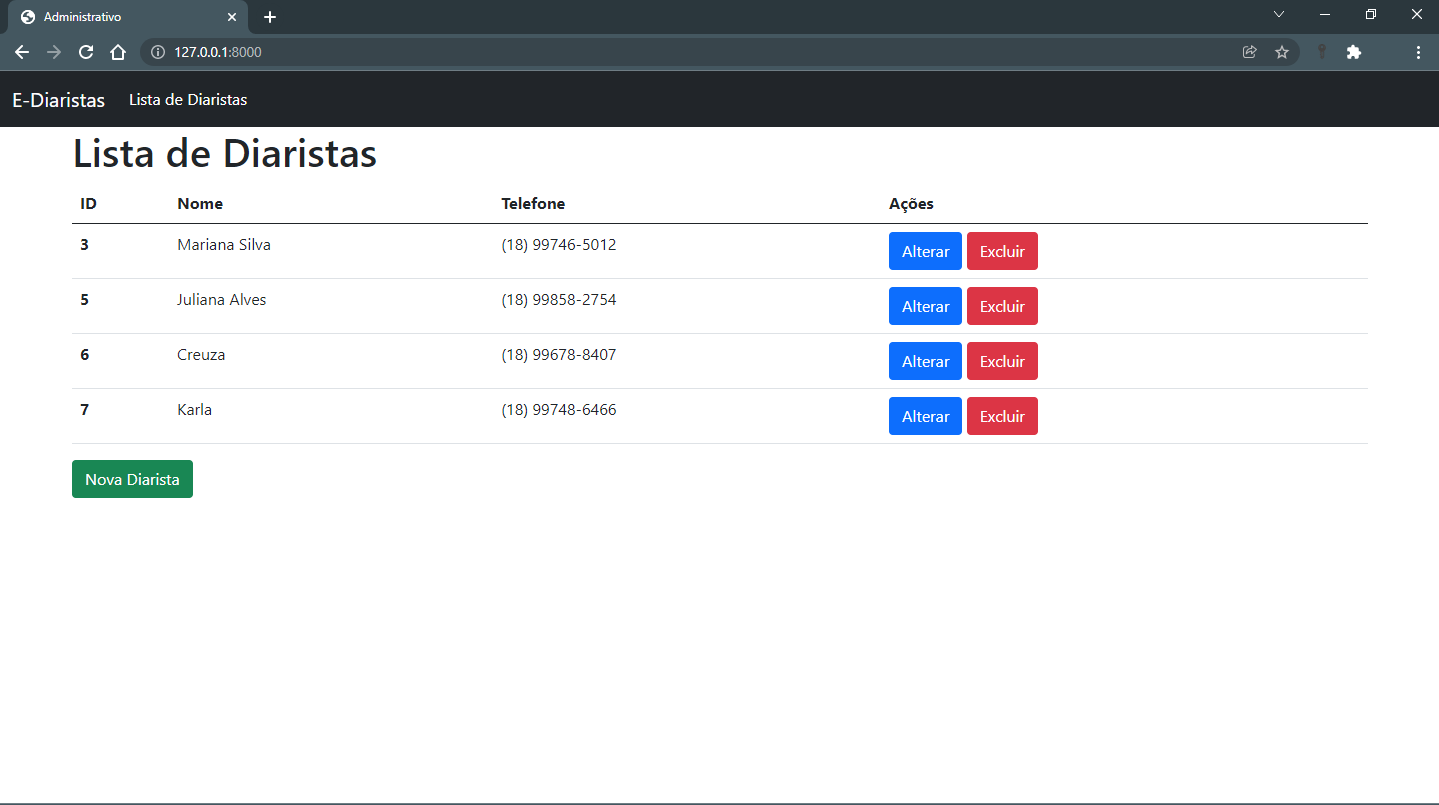 Administrativo
127.0.0.1:8000
E-Diaristas Lista de Diaristas
Lista de Diaristas
ID Nome Telefone Ações
3 Mariana Silva (18) 99746-5012 Alterar Excluir
5 Juliana Alves (18) 99858-2754 Alterar Excluir
6 Creuza (18) 99678-8407 Alterar Excluir
7 Karla (18) 99748-6466 Alterar Excluir
Nova Diarista